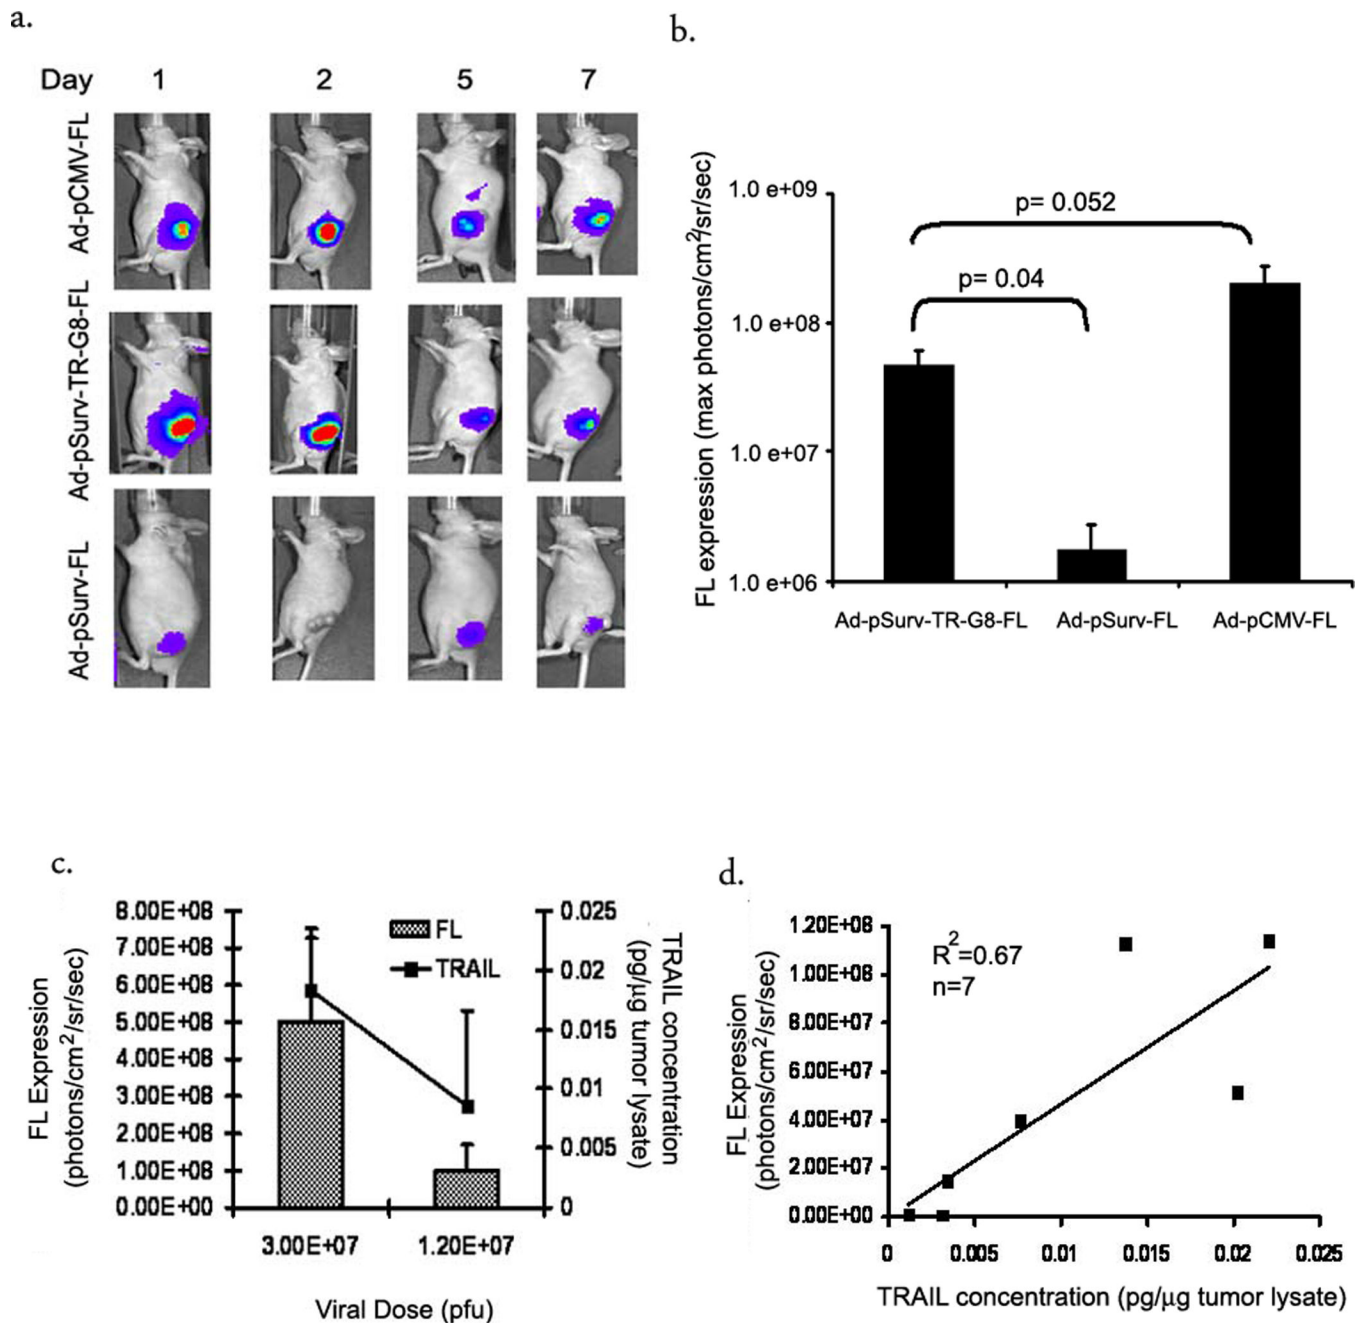 a.
Day 1 2 5 7
Ad-pCMV-FL
Ad-pSurv-TR-G8-FL
Ad-pSurv-FL
b.
FL expression (max photons/cm²/sr/sec)
1.0 e+09
1.0 e+08
1.0 e+07
1.0 e+06
p= 0.052
p= 0.04
Ad-pSurv-TR-G8-FL Ad-pSurv-FL Ad-pCMV-FL
c.
FL Expression
(photons/cm²/sr/sec)
8.00E+08
7.00E+08
6.00E+08
5.00E+08
4.00E+08
3.00E+08
2.00E+08
1.00E+08
0.00E+00
FL
TRAIL
0.025
0.02
0.015
0.01
0.005
0
TRAIL concentration
(pg/µg tumor lysate)
3.00E+07 1.20E+07
Viral Dose (pfu)
d.
FL Expression
(photons/cm²/sr/sec)
1.20E+08
1.00E+08
8.00E+07
6.00E+07
4.00E+07
2.00E+07
0.00E+00
R²=0.67
n=7
0 0.005 0.01 0.015 0.02 0.025
TRAIL concentration (pg/µg tumor lysate)